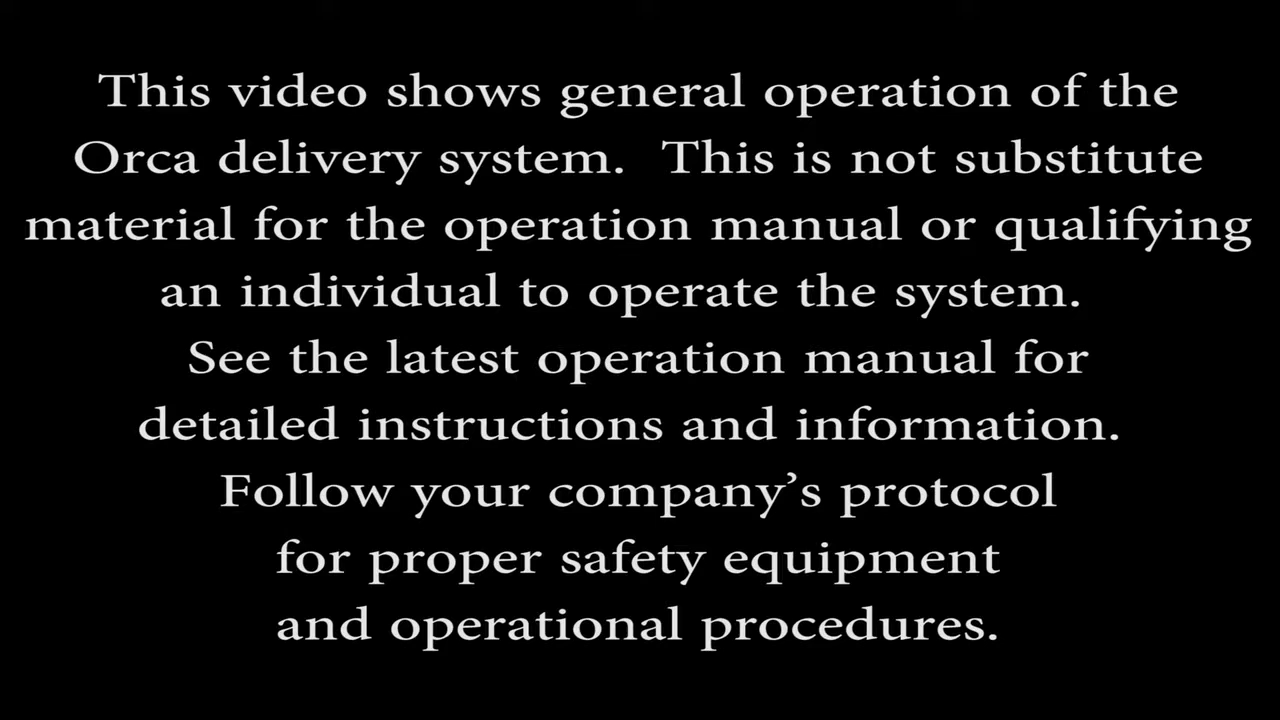 This video shows general operation of the
Orca delivery system.  This is not substitute
material for the operation manual or qualifying
an individual to operate the system.
See the latest operation manual for
detailed instructions and information.
Follow your company’s protocol
for proper safety equipment
and operational procedures.